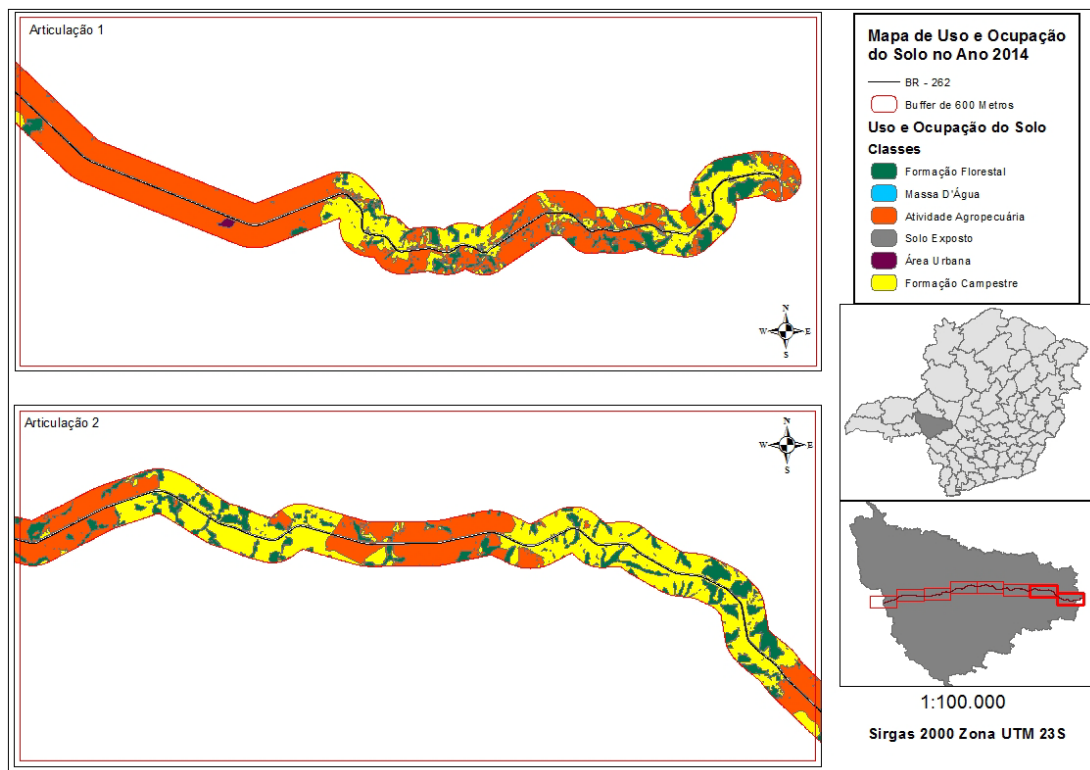 Articulação 1
N
W E
S
Articulação 2
N
W E
S
Mapa de Uso e Ocupação
do Solo no Ano 2014
BR - 262
Buffer de 600 Metros
Uso e Ocupação do Solo
Classes
Formação Florestal
Massa D'Água
Atividade Agropecuária
Solo Exposto
Área Urbana
Formação Campestre
1:100.000
Sirgas 2000 Zona UTM 23S